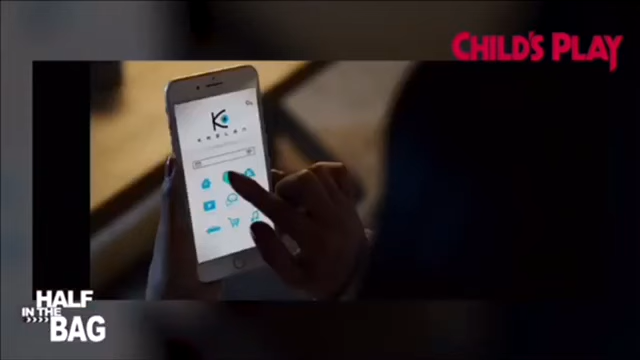 CHILD'S PLAY
K
KASLAN
HALF
IN THE
BAG